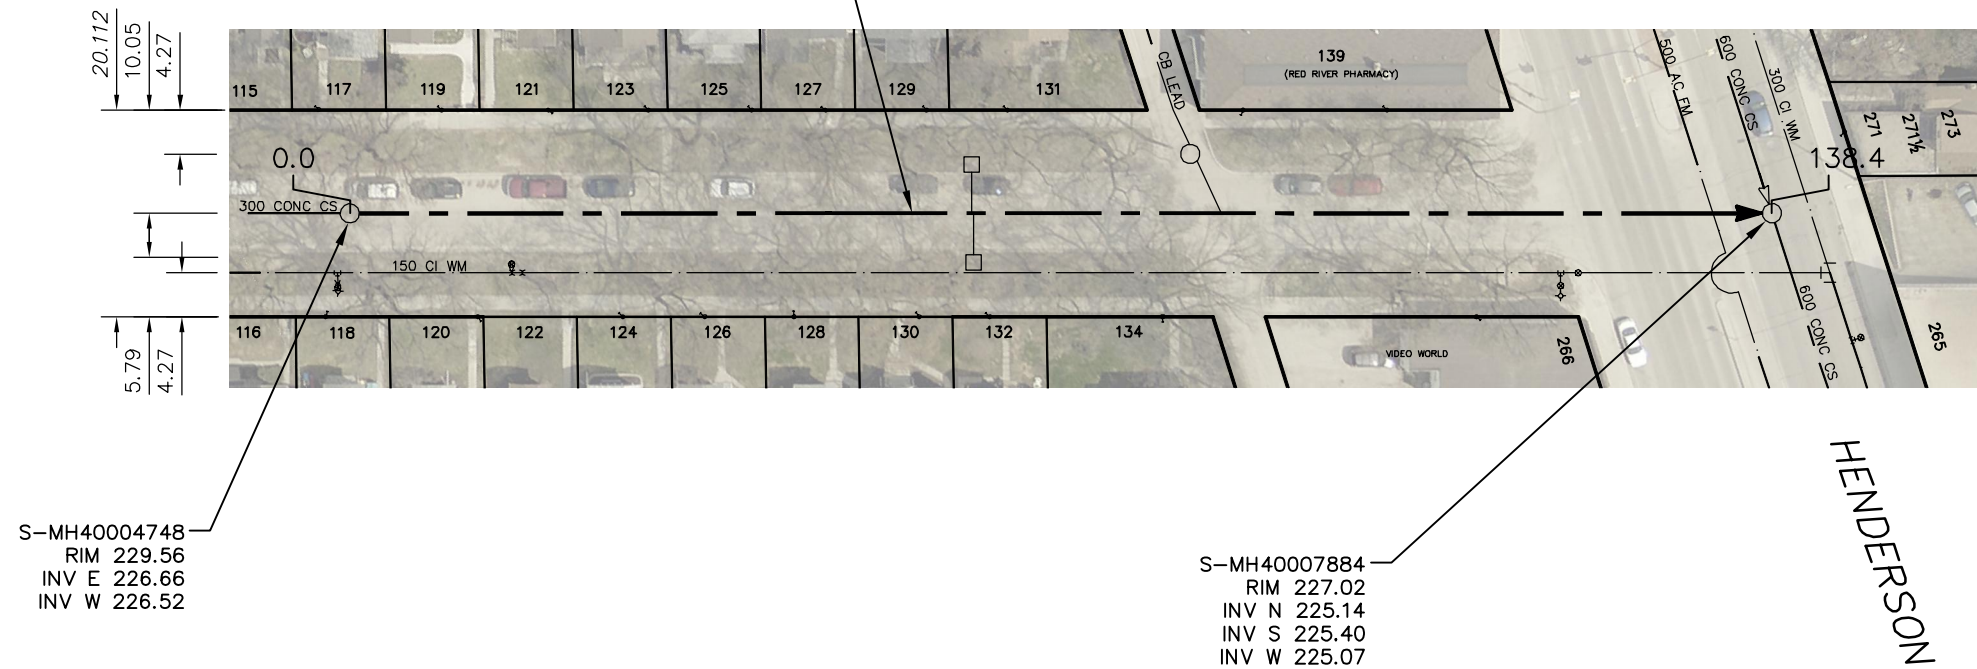 20.112
10.05
4.27
115
117
119
121
123
125
127
129
131
CB LEAD
139
(RED RIVER PHARMACY)
500 AC FM
600 CONC CS
300 CI WM
271
271½
273
0.0
138.4
300 CONC CS
150 CI WM
600 CONC CS
116
118
120
122
124
126
128
130
132
134
VIDEO WORLD
266
265
5.79
4.27
HENDERSON
S-MH40004748
RIM 229.56
INV E 226.66
INV W 226.52
S-MH40007884
RIM 227.02
INV N 225.14
INV S 225.40
INV W 225.07